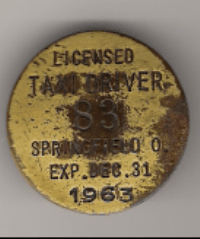 LICENSED
TAXI DRIVER
83
SPRINGFIELD O.
EXP. DEC. 31
1963